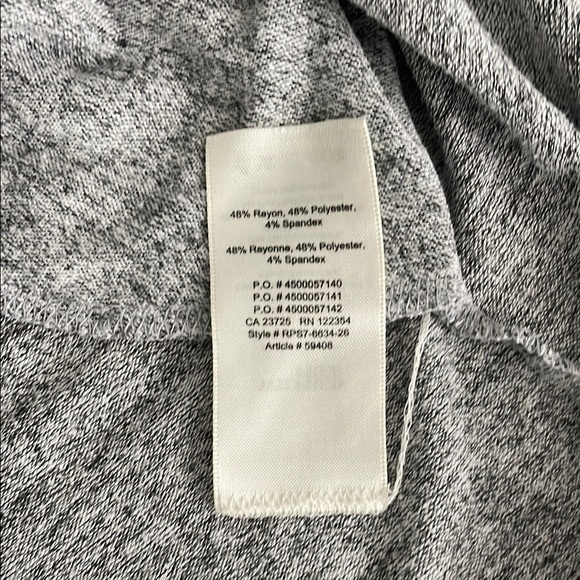 48% Rayon, 48% Polyester,
4% Spandex
48% Rayonne, 48% Polyester,
4% Spandex
P.O. # 4500057140
P.O. # 4500057141
P.O. # 4500057142
CA 23725 RN 122354
Style # RPS7-6634-26
Article # 59408